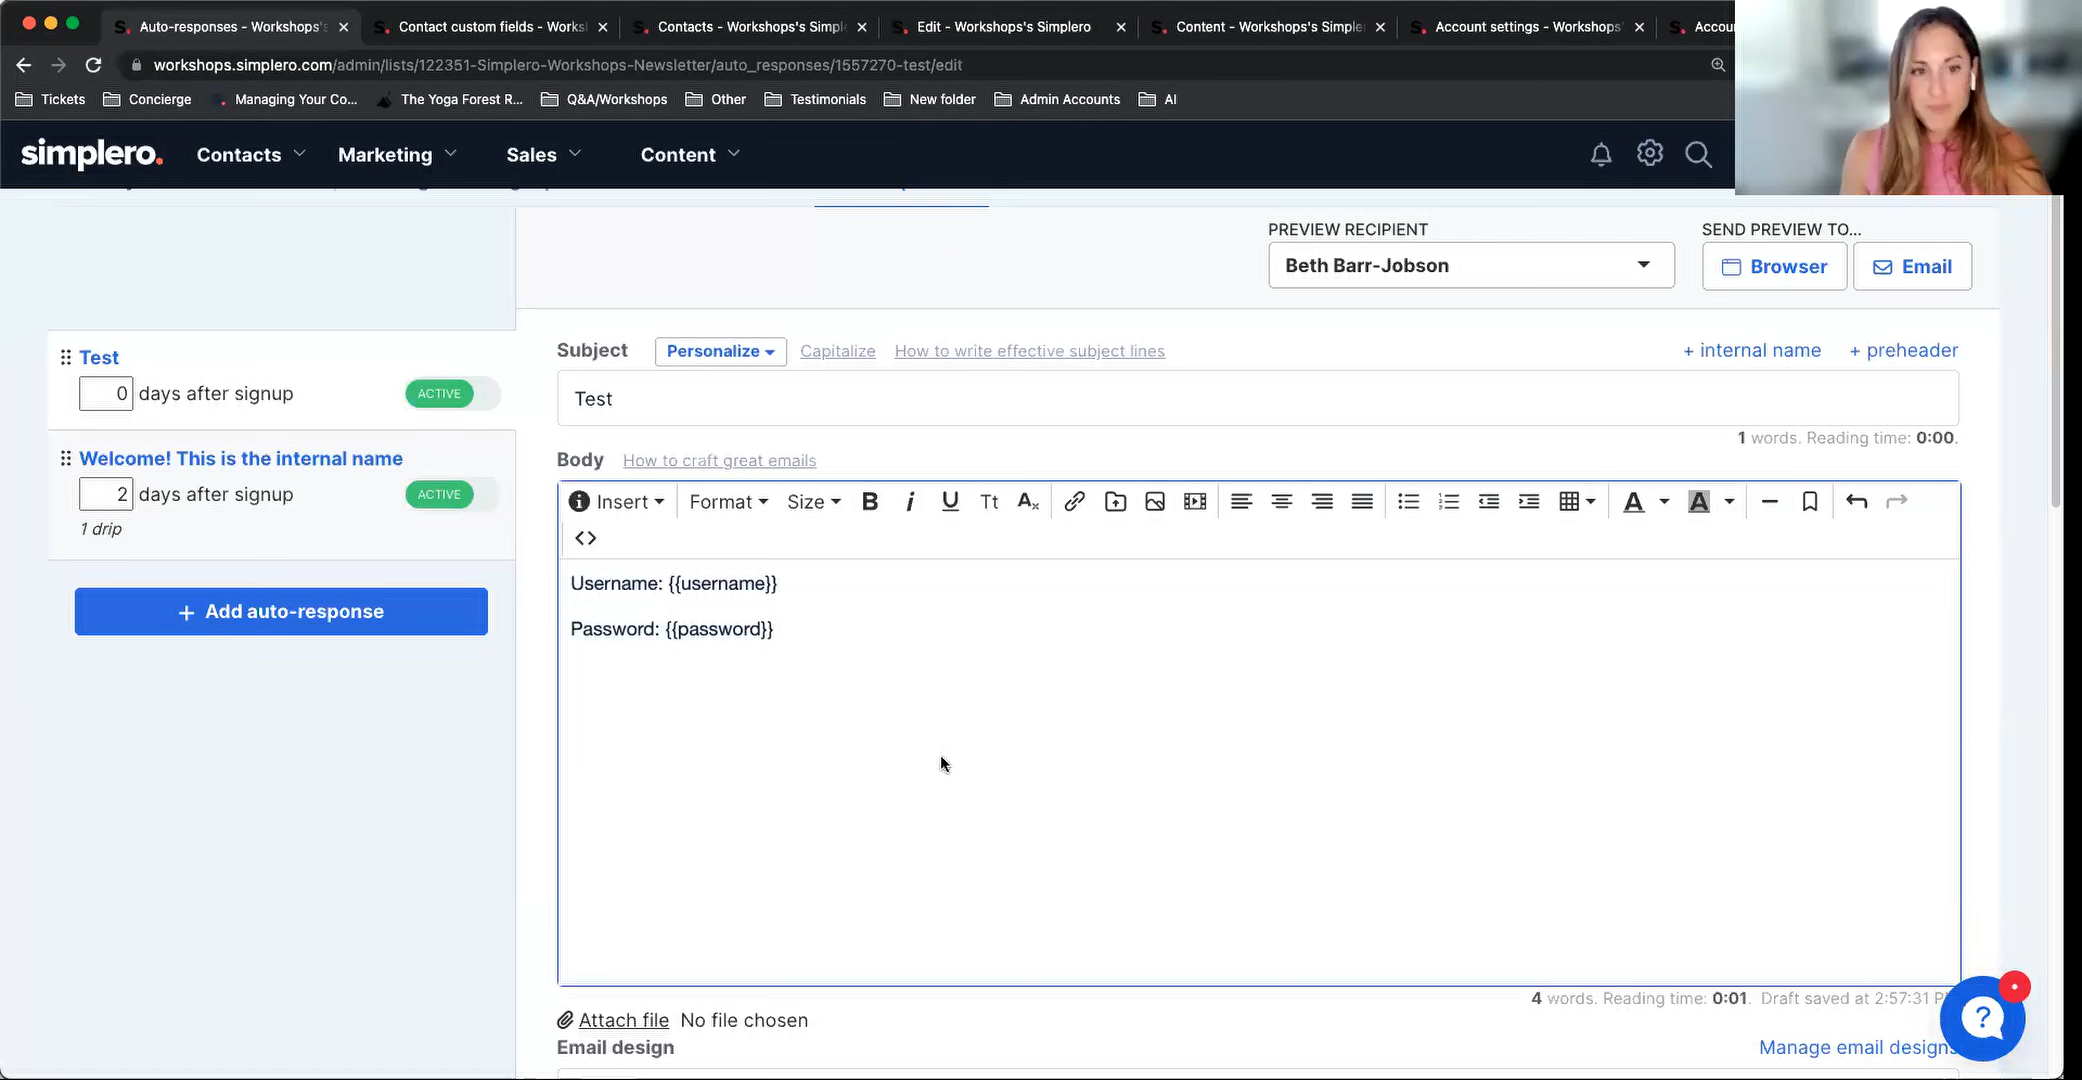 Auto-responses - Workshops's
Contact custom fields - Works
Contacts - Workshops's Simpl
Edit - Workshops's Simplero
Content - Workshops's Simple
Account settings - Workshops'
Accou
workshops.simplero.com/admin/lists/122351-Simplero-Workshops-Newsletter/auto_responses/1557270-test/edit
Tickets
Concierge
Managing Your Co...
The Yoga Forest R...
Q&A/Workshops
Other
Testimonials
New folder
Admin Accounts
AI
simplero.
Contacts
Marketing
Sales
Content
PREVIEW RECIPIENT
SEND PREVIEW TO...
Beth Barr-Jobson
Browser
Email
Test
0 days after signup
ACTIVE
Welcome! This is the internal name
2 days after signup
ACTIVE
1 drip
+ Add auto-response
Subject
Personalize
Capitalize
How to write effective subject lines
+ internal name
+ preheader
Test
1 words. Reading time: 0:00.
Body
How to craft great emails
Insert
Format
Size
B
i
U
Tt
Ax
A
A
<>
Username: {{username}}
Password: {{password}}
4 words. Reading time: 0:01. Draft saved at 2:57:31 P
Attach file
No file chosen
Email design
Manage email designs